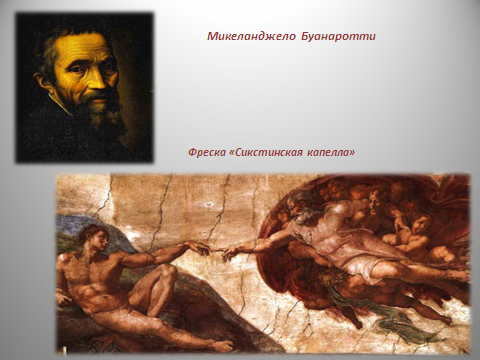 Микеланджело Буанаротти
Фреска «Сикстинская капелла»